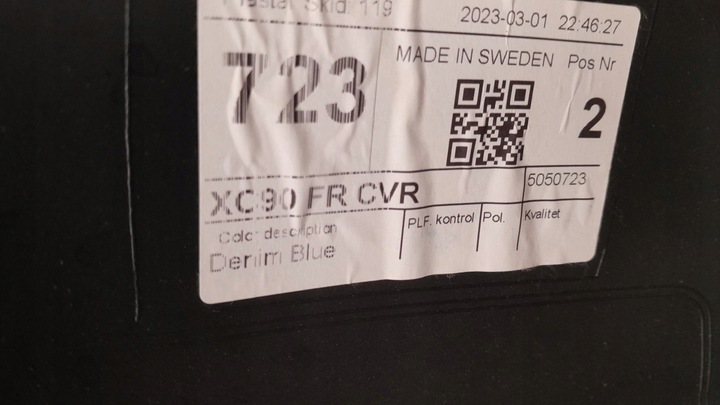 Skid 119
2023-03-01 22:46:27
723
MADE IN SWEDEN
Pos Nr
2
XC90 FR CVR
5050723
Color description
Denim Blue
PLF. kontrol
Pol.
Kvalitet